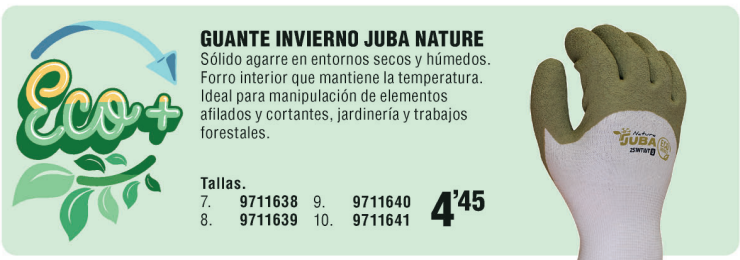 Eco+
GUANTE INVIERNO JUBA NATURE
Sólido agarre en entornos secos y húmedos.
Forro interior que mantiene la temperatura.
Ideal para manipulación de elementos
afilados y cortantes, jardinería y trabajos
forestales.
Tallas.
7. 9711638 9. 9711640
8. 9711639 10. 9711641
4'45
Nature
JUBA